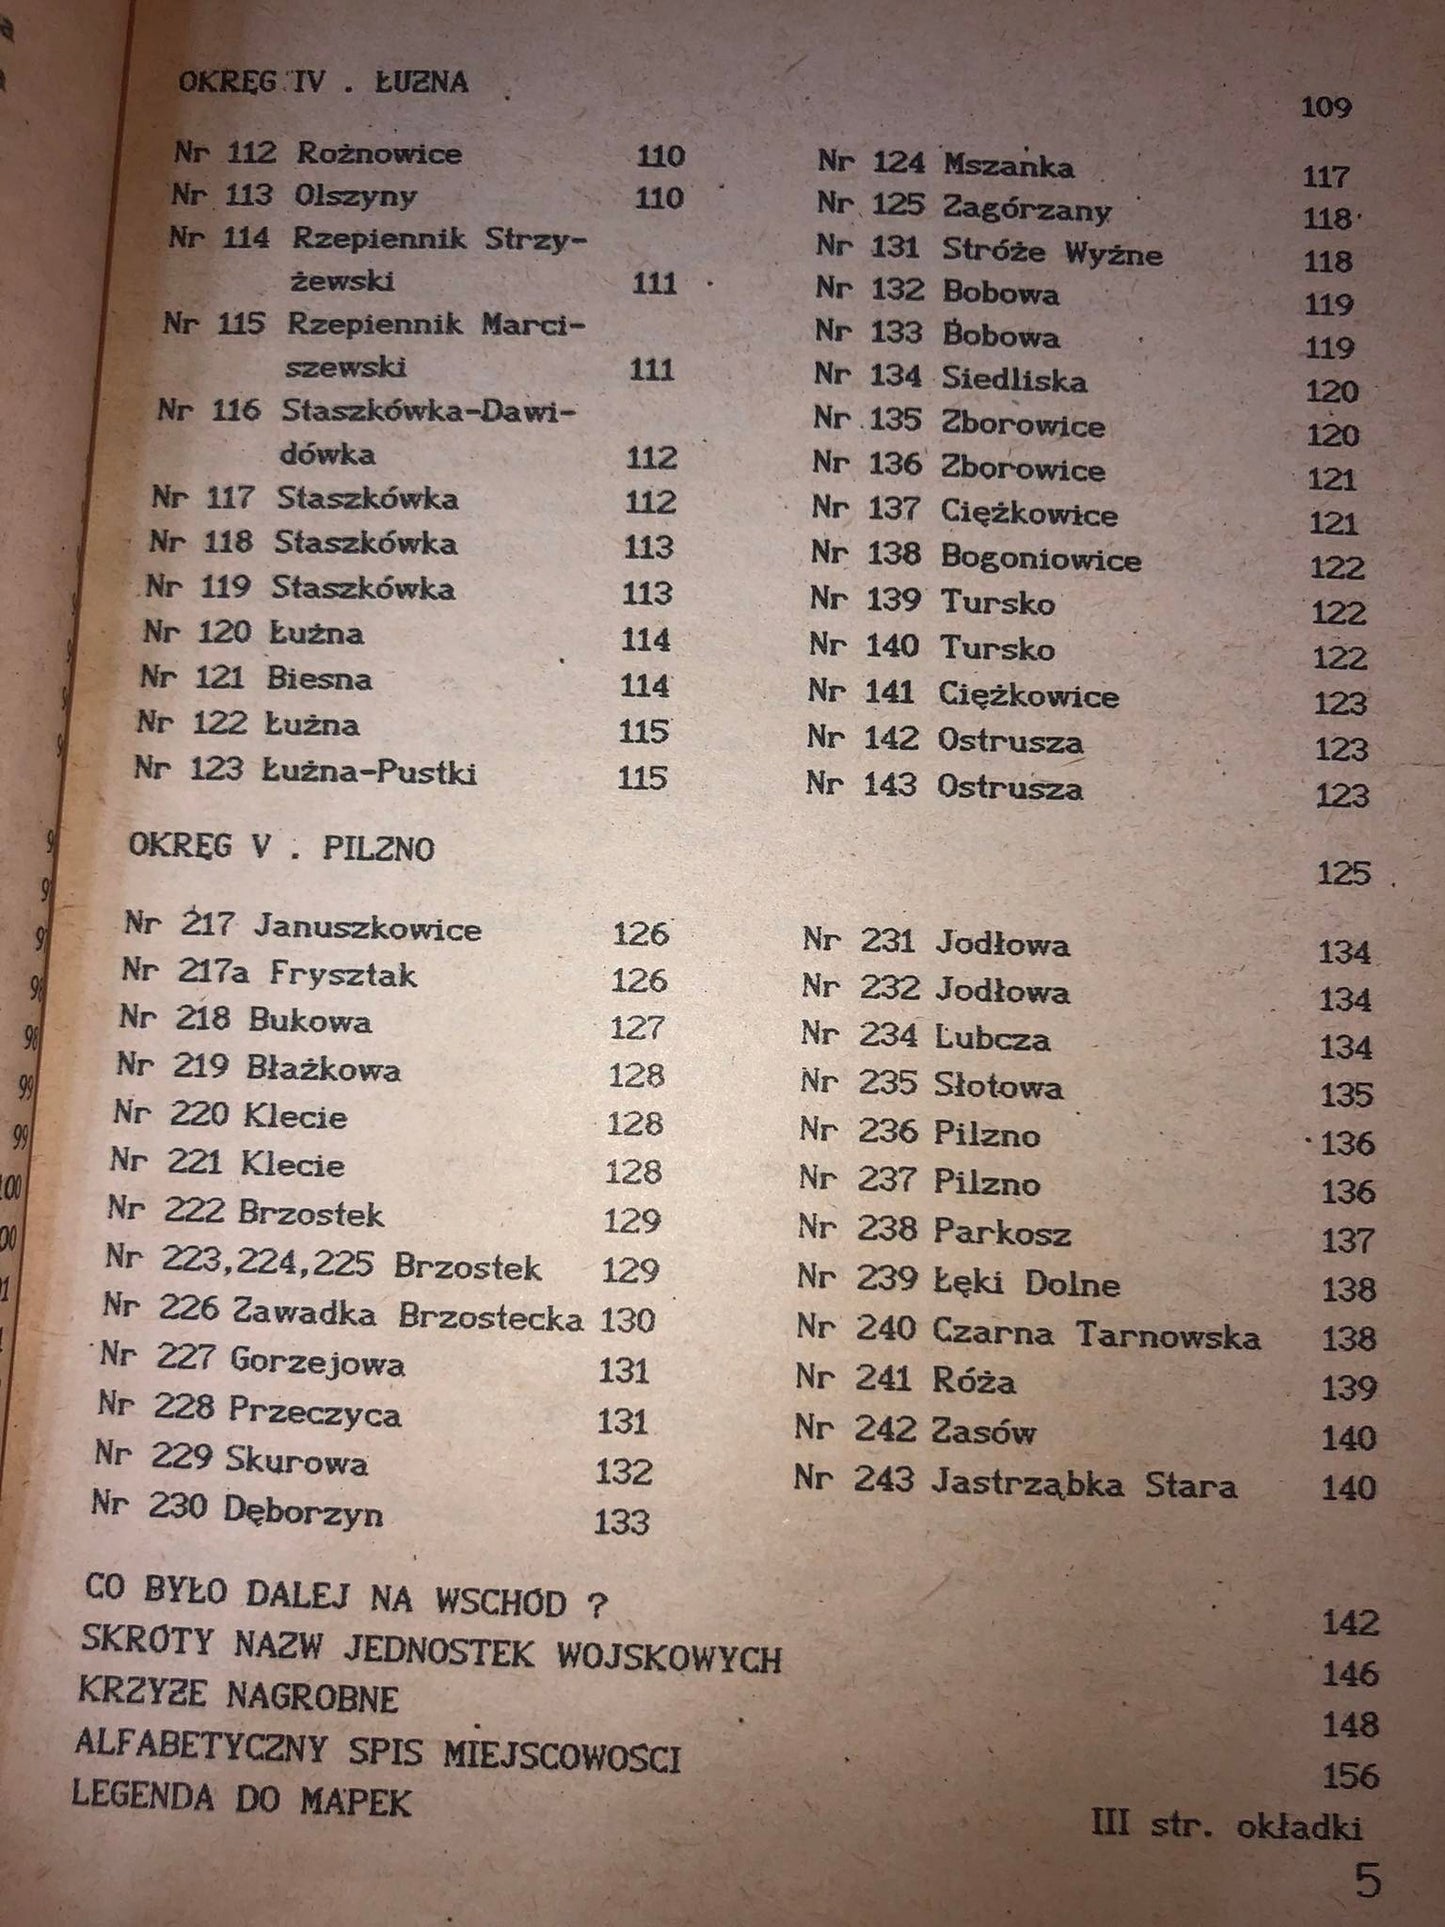 OKRĘG IV . ŁUZNA
109
Nr 112 Rożnowice 110
Nr 113 Olszyny 110
Nr 114 Rzepiennik Strzy-
żewski 111
Nr 115 Rzepiennik Marci-
szewski 111
Nr 116 Staszkówka-Dawi-
dówka 112
Nr 117 Staszkówka 112
Nr 118 Staszkówka 113
Nr 119 Staszkówka 113
Nr 120 Łużna 114
Nr 121 Biesna 114
Nr 122 Łużna 115
Nr 123 Łużna-Pustki 115
Nr 124 Mszanka 117
Nr 125 Zagórzany 118
Nr 131 Stróże Wyżne 118
Nr 132 Bobowa 119
Nr 133 Bobowa 119
Nr 134 Siedliska 120
Nr 135 Zborowice 120
Nr 136 Zborowice 121
Nr 137 Ciężkowice 121
Nr 138 Bogoniowice 122
Nr 139 Tursko 122
Nr 140 Tursko 122
Nr 141 Ciężkowice 123
Nr 142 Ostrusza 123
Nr 143 Ostrusza 123
OKRĘG V . PILZNO
125
Nr 217 Januszkowice 126
Nr 217a Frysztak 126
Nr 218 Bukowa 127
Nr 219 Błażkowa 128
Nr 220 Klecie 128
Nr 221 Klecie 128
Nr 222 Brzostek 129
Nr 223,224,225 Brzostek 129
Nr 226 Zawadka Brzostecka 130
Nr 227 Gorzejowa 131
Nr 228 Przeczyca 131
Nr 229 Skurowa 132
Nr 230 Dęborzyn 133
Nr 231 Jodłowa 134
Nr 232 Jodłowa 134
Nr 234 Lubcza 134
Nr 235 Słotowa 135
Nr 236 Pilzno 136
Nr 237 Pilzno 136
Nr 238 Parkosz 137
Nr 239 Łęki Dolne 138
Nr 240 Czarna Tarnowska 138
Nr 241 Róża 139
Nr 242 Zasów 140
Nr 243 Jastrząbka Stara 140
CO BYŁO DALEJ NA WSCHÓD ? 142
SKRÓTY NAZW JEDNOSTEK WOJSKOWYCH 146
KRZYZE NAGROBNE 148
ALFABETYCZNY SPIS MIEJSCOWOŚCI 156
LEGENDA DO MAPEK III str. okładki
5